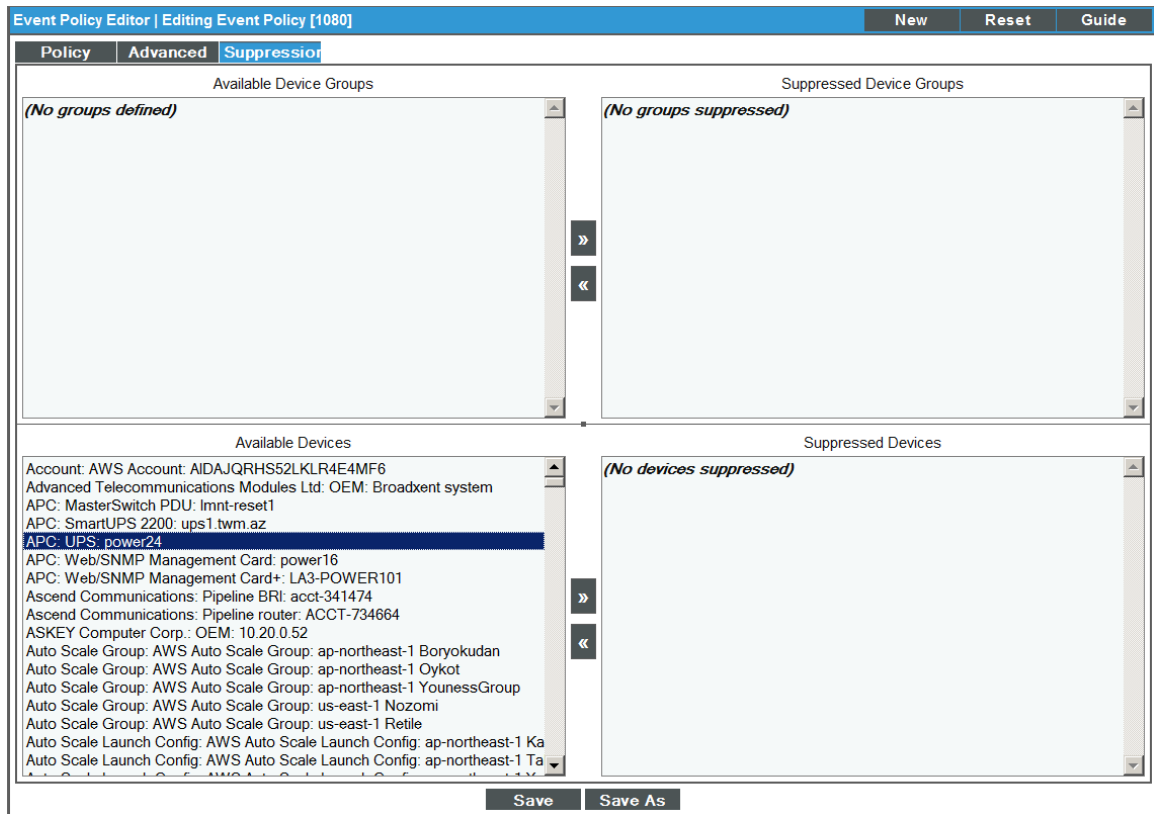 Event Policy Editor | Editing Event Policy [1080]
New Reset Guide
Policy Advanced Suppression
Available Device Groups
(No groups defined)
Suppressed Device Groups
(No groups suppressed)
»
«
Available Devices
Account: AWS Account: AIDAJQRHS52LKLR4E4MF6
Advanced Telecommunications Modules Ltd: OEM: Broadxent system
APC: MasterSwitch PDU: lmnt-reset1
APC: SmartUPS 2200: ups1.twm.az
APC: UPS: power24
APC: Web/SNMP Management Card: power16
APC: Web/SNMP Management Card+: LA3-POWER101
Ascend Communications: Pipeline BRI: acct-341474
Ascend Communications: Pipeline router: ACCT-734664
ASKEY Computer Corp.: OEM: 10.20.0.52
Auto Scale Group: AWS Auto Scale Group: ap-northeast-1 Boryokudan
Auto Scale Group: AWS Auto Scale Group: ap-northeast-1 Oykot
Auto Scale Group: AWS Auto Scale Group: ap-northeast-1 YounessGroup
Auto Scale Group: AWS Auto Scale Group: us-east-1 Nozomi
Auto Scale Group: AWS Auto Scale Group: us-east-1 Retile
Auto Scale Launch Config: AWS Auto Scale Launch Config: ap-northeast-1 Ka
Auto Scale Launch Config: AWS Auto Scale Launch Config: ap-northeast-1 Ta
Suppressed Devices
(No devices suppressed)
»
«
Save Save As